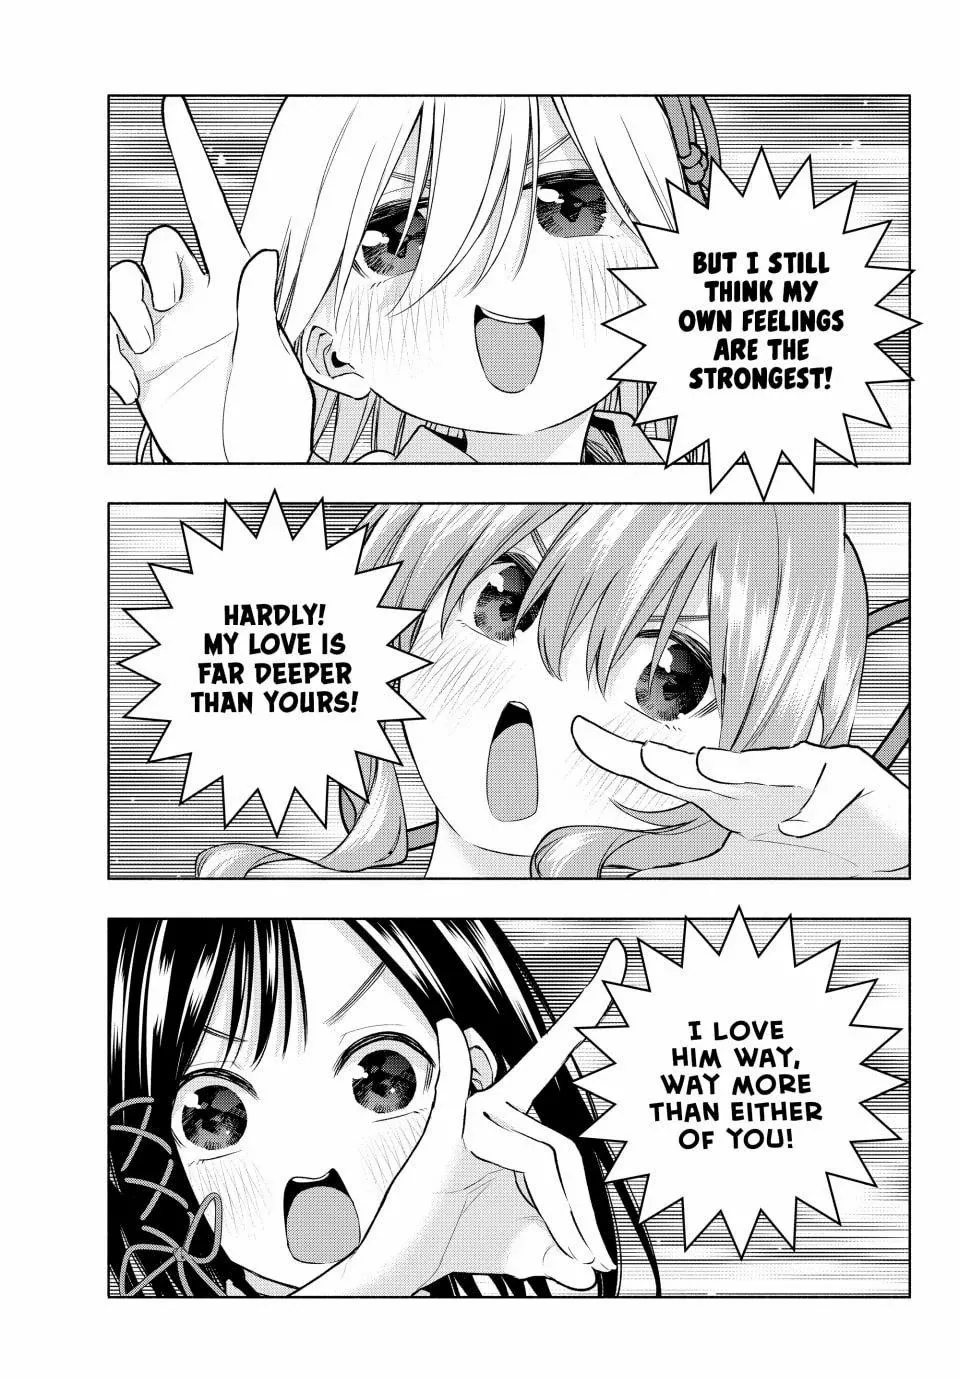 BUT I STILL
THINK MY
OWN FEELINGS
ARE THE
STRONGEST!
HARDLY!
MY LOVE IS
FAR DEEPER
THAN YOURS!
I LOVE
HIM WAY,
WAY MORE
THAN EITHER
OF YOU!